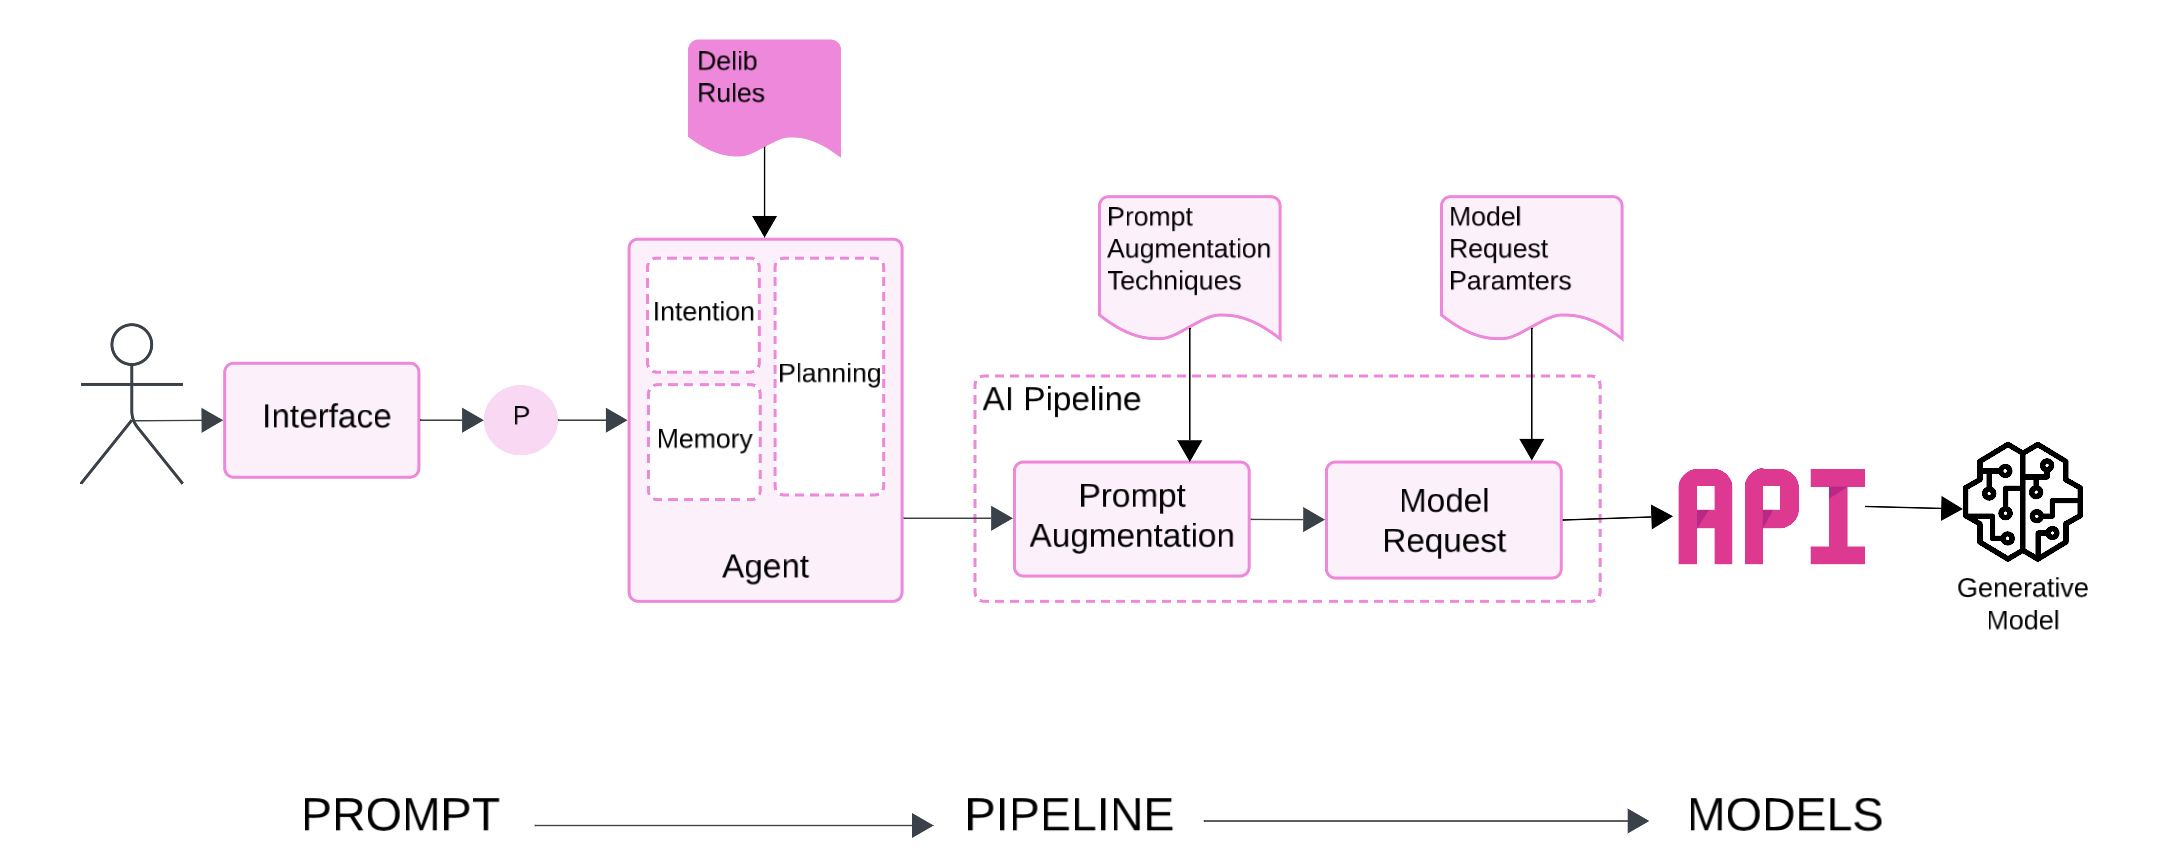 Delib
Rules
Prompt
Augmentation
Techniques
Model
Request
Paramters
Intention
Planning
Memory
Agent
Interface
P
AI Pipeline
Prompt
Augmentation
Model
Request
API
Generative
Model
PROMPT
PIPELINE
MODELS